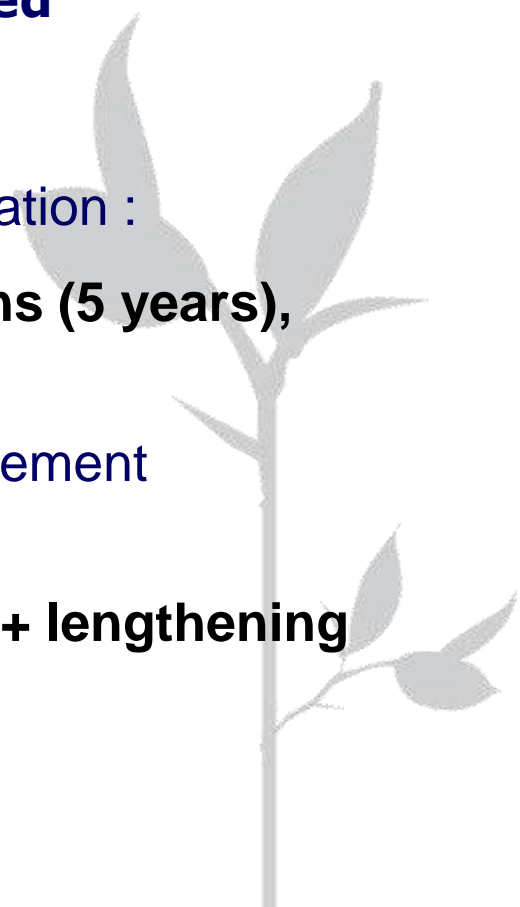 ed
ation :
ns (5 years),
ement
+ lengthening